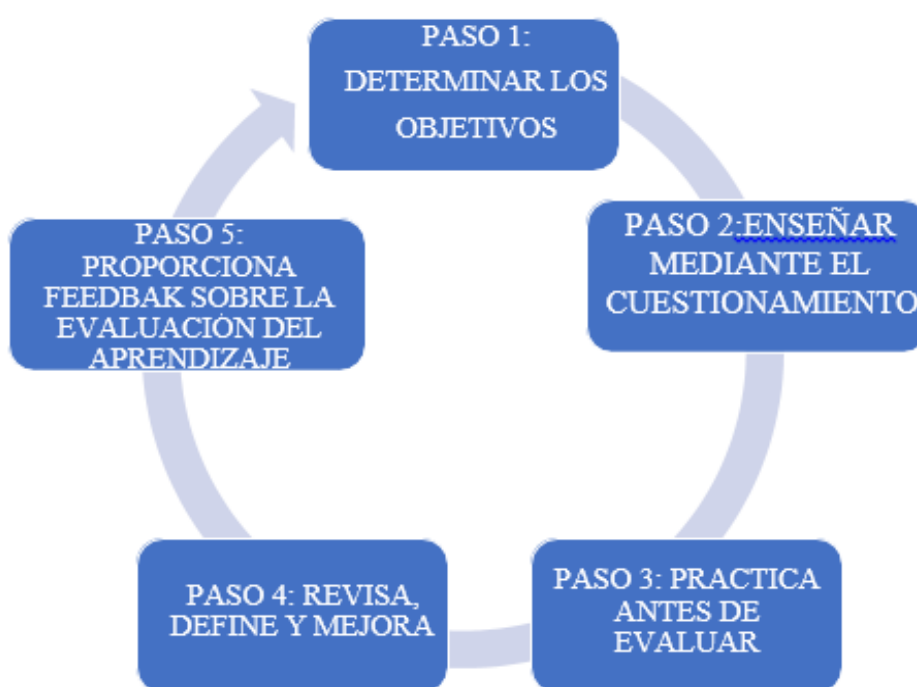 PASO 1:
DETERMINAR LOS
OBJETIVOS
PASO 2:ENSEÑAR
MEDIANTE EL
CUESTIONAMIENTO
PASO 3: PRACTICA
ANTES DE
EVALUAR
PASO 4: REVISA,
DEFINE Y MEJORA
PASO 5:
PROPORCIONA
FEEDBAK SOBRE LA
EVALUACIÓN DEL
APRENDIZAJE